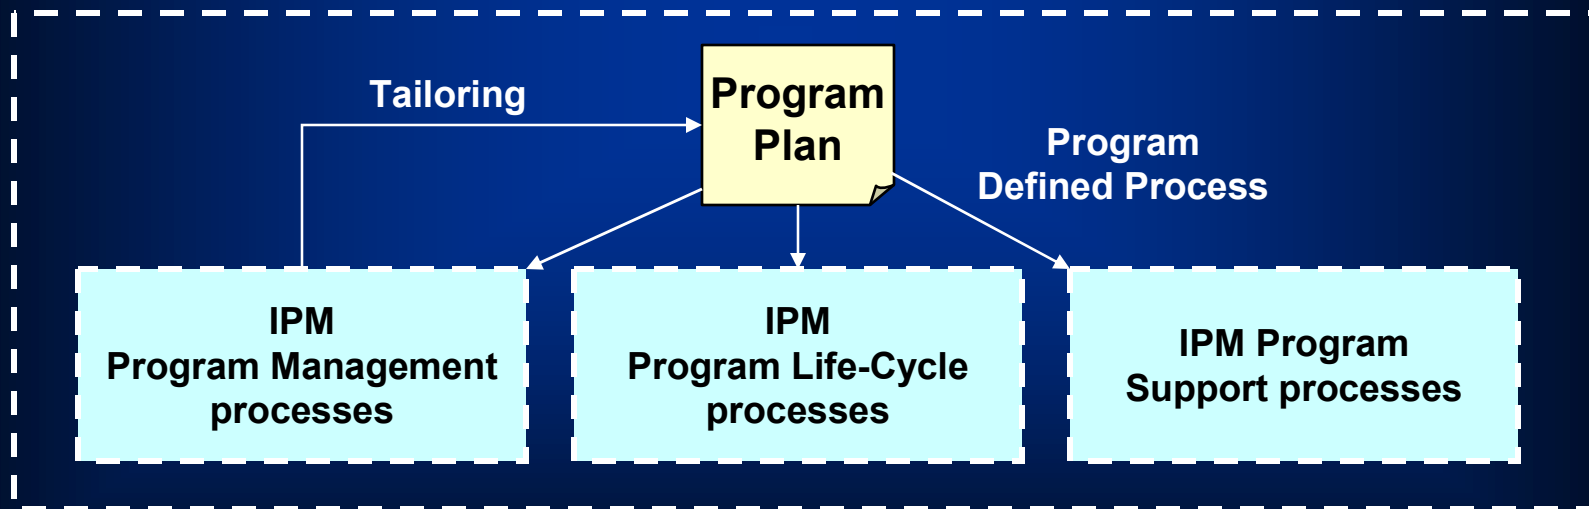 Tailoring
Program
Plan
Program
Defined Process
IPM
Program Management
processes
IPM
Program Life-Cycle
processes
IPM Program
Support processes